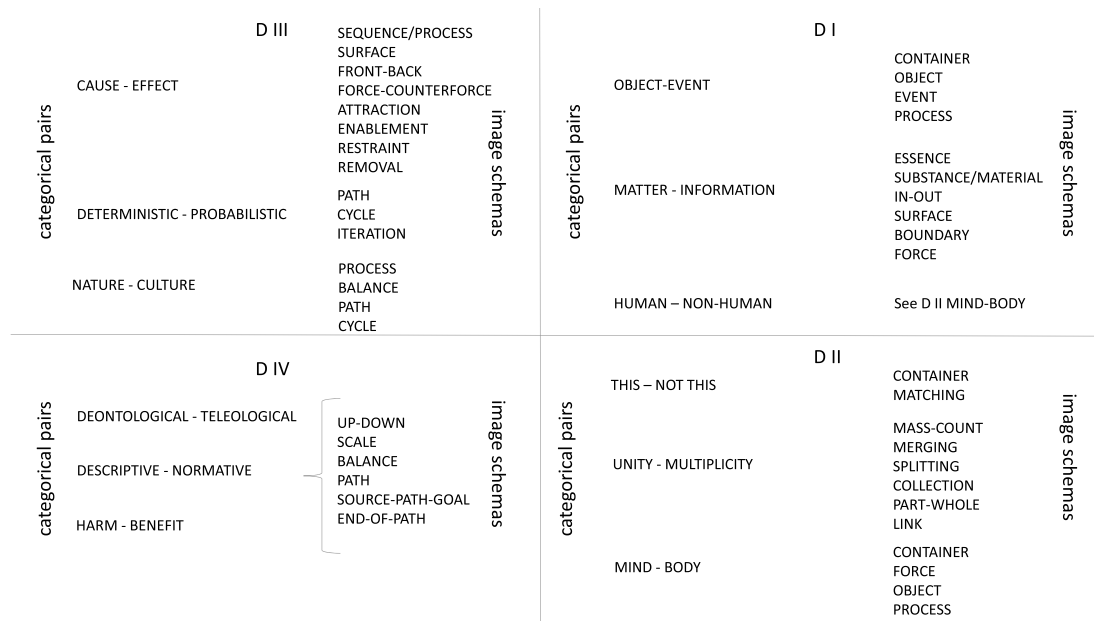 D III
categorical pairs
CAUSE - EFFECT
SEQUENCE/PROCESS
SURFACE
FRONT-BACK
FORCE-COUNTERFORCE
ATTRACTION
ENABLEMENT
RESTRAINT
REMOVAL
DETERMINISTIC - PROBABILISTIC
PATH
CYCLE
ITERATION
NATURE - CULTURE
PROCESS
BALANCE
PATH
CYCLE
image schemas
D I
categorical pairs
OBJECT-EVENT
CONTAINER
OBJECT
EVENT
PROCESS
MATTER - INFORMATION
ESSENCE
SUBSTANCE/MATERIAL
IN-OUT
SURFACE
BOUNDARY
FORCE
HUMAN – NON-HUMAN
See D II MIND-BODY
image schemas
D IV
categorical pairs
DEONTOLOGICAL - TELEOLOGICAL
DESCRIPTIVE - NORMATIVE
HARM - BENEFIT
UP-DOWN
SCALE
BALANCE
PATH
SOURCE-PATH-GOAL
END-OF-PATH
image schemas
D II
categorical pairs
THIS – NOT THIS
CONTAINER
MATCHING
UNITY - MULTIPLICITY
MASS-COUNT
MERGING
SPLITTING
COLLECTION
PART-WHOLE
LINK
MIND - BODY
CONTAINER
FORCE
OBJECT
PROCESS
image schemas